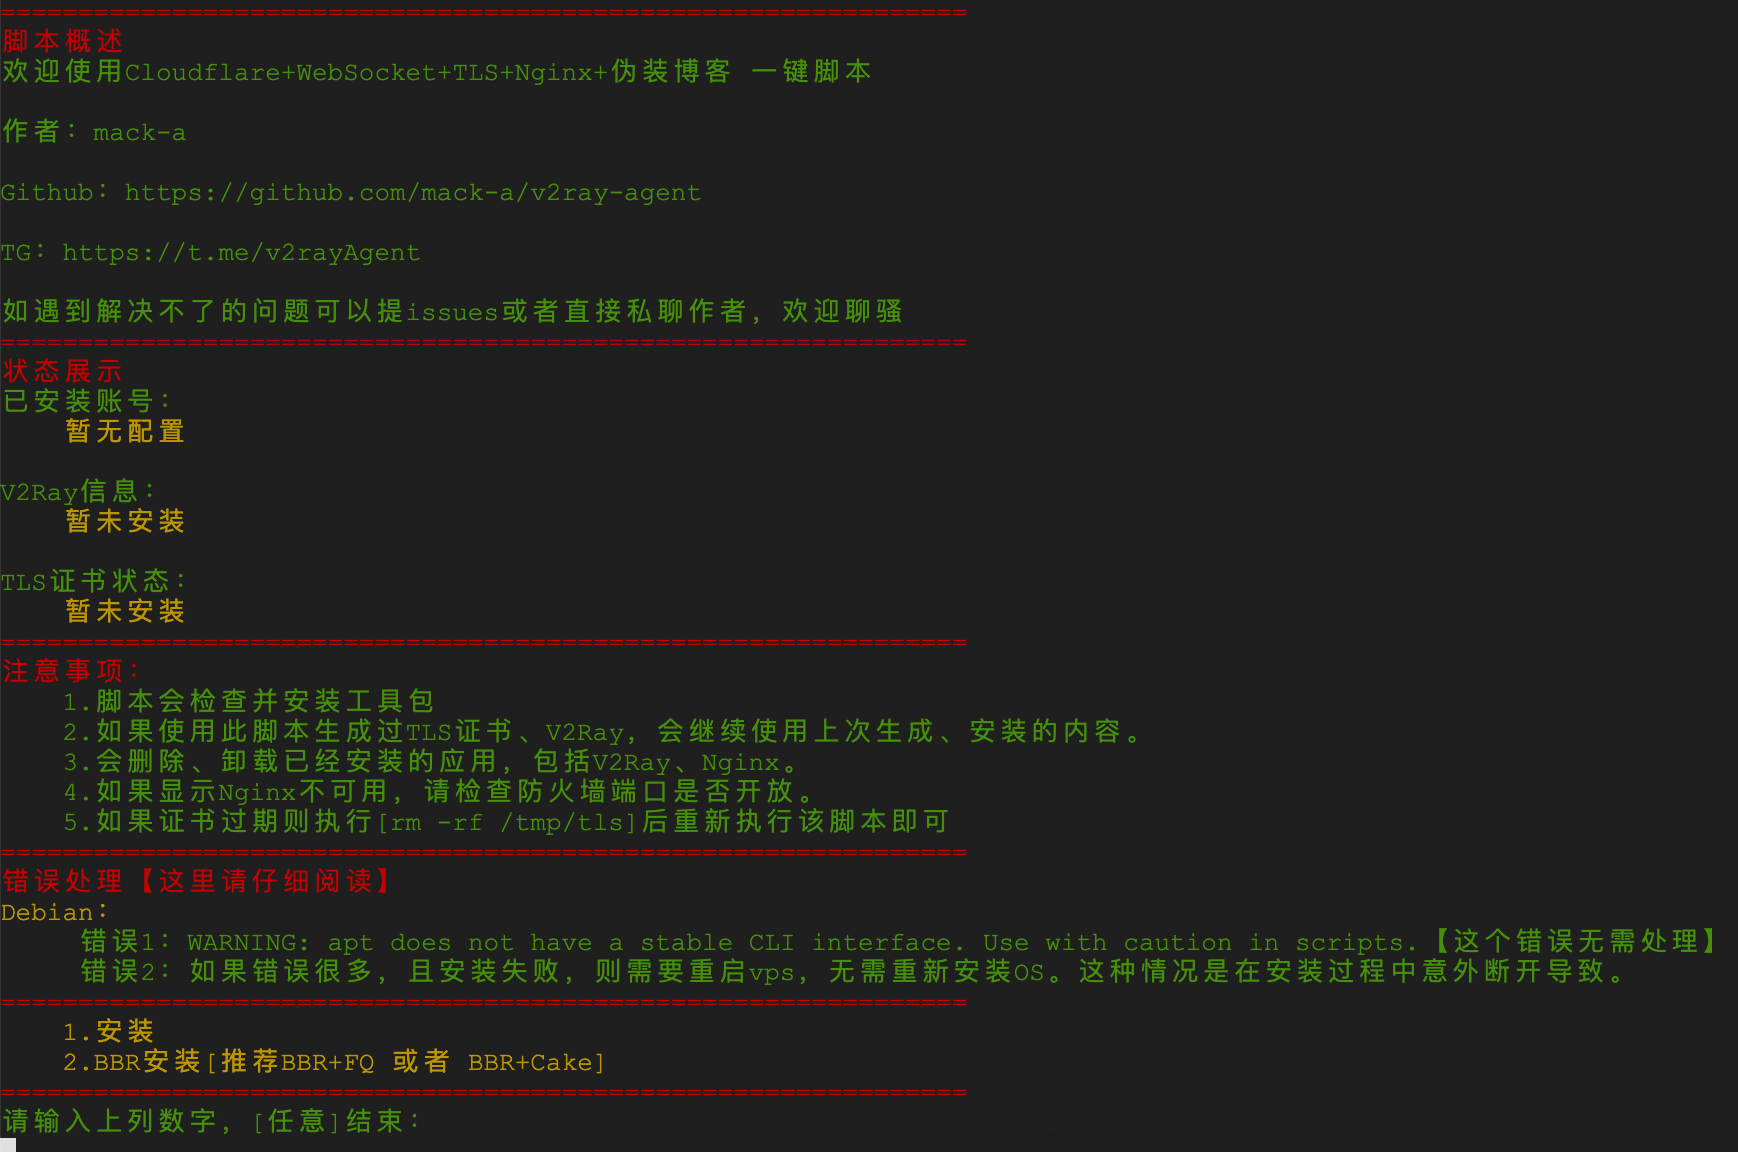 ==============================================================
脚本概述
欢迎使用Cloudflare+WebSocket+TLS+Nginx+伪装博客 一键脚本
作者：mack-a
Github：https://github.com/mack-a/v2ray-agent
TG：https://t.me/v2rayAgent
如遇到解决不了的问题可以提issues或者直接私聊作者，欢迎聊骚
==============================================================
状态展示
已安装账号：
暂无配置
V2Ray信息：
暂未安装
TLS证书状态：
暂未安装
==============================================================
注意事项：
1.脚本会检查并安装工具包
2.如果使用此脚本生成过TLS证书、V2Ray，会继续使用上次生成、安装的内容。
3.会删除、卸载已经安装的应用，包括V2Ray、Nginx。
4.如果显示Nginx不可用，请检查防火墙端口是否开放。
5.如果证书过期则执行[rm -rf /tmp/tls]后重新执行该脚本即可
==============================================================
错误处理【这里请仔细阅读】
Debian：
错误1：WARNING: apt does not have a stable CLI interface. Use with caution in scripts.【这个错误无需处理】
错误2：如果错误很多，且安装失败，则需要重启vps，无需重新安装OS。这种情况是在安装过程中意外断开导致。
==============================================================
1.安装
2.BBR安装[推荐BBR+FQ 或者 BBR+Cake]
==============================================================
请输入上列数字，[任意]结束：